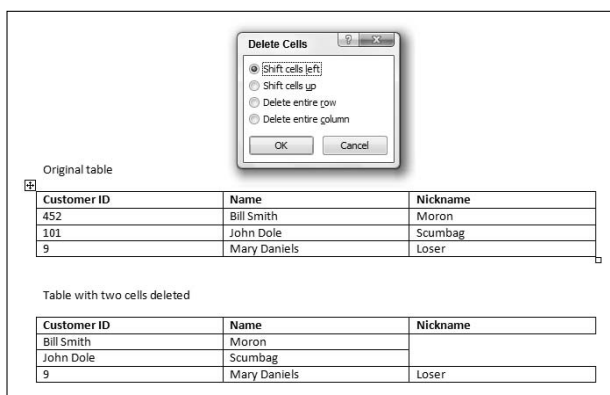 Delete Cells
Shift cells left
Shift cells up
Delete entire row
Delete entire column
OK Cancel
Original table
Customer ID Name Nickname
452 Bill Smith Moron
101 John Dole Scumbag
9 Mary Daniels Loser
Table with two cells deleted
Customer ID Name Nickname
Bill Smith Moron
John Dole Scumbag
9 Mary Daniels Loser